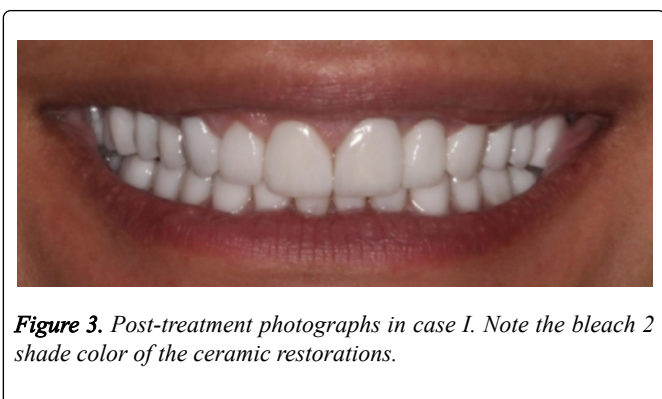 Figure 3. Post-treatment photographs in case I. Note the bleach 2
shade color of the ceramic restorations.